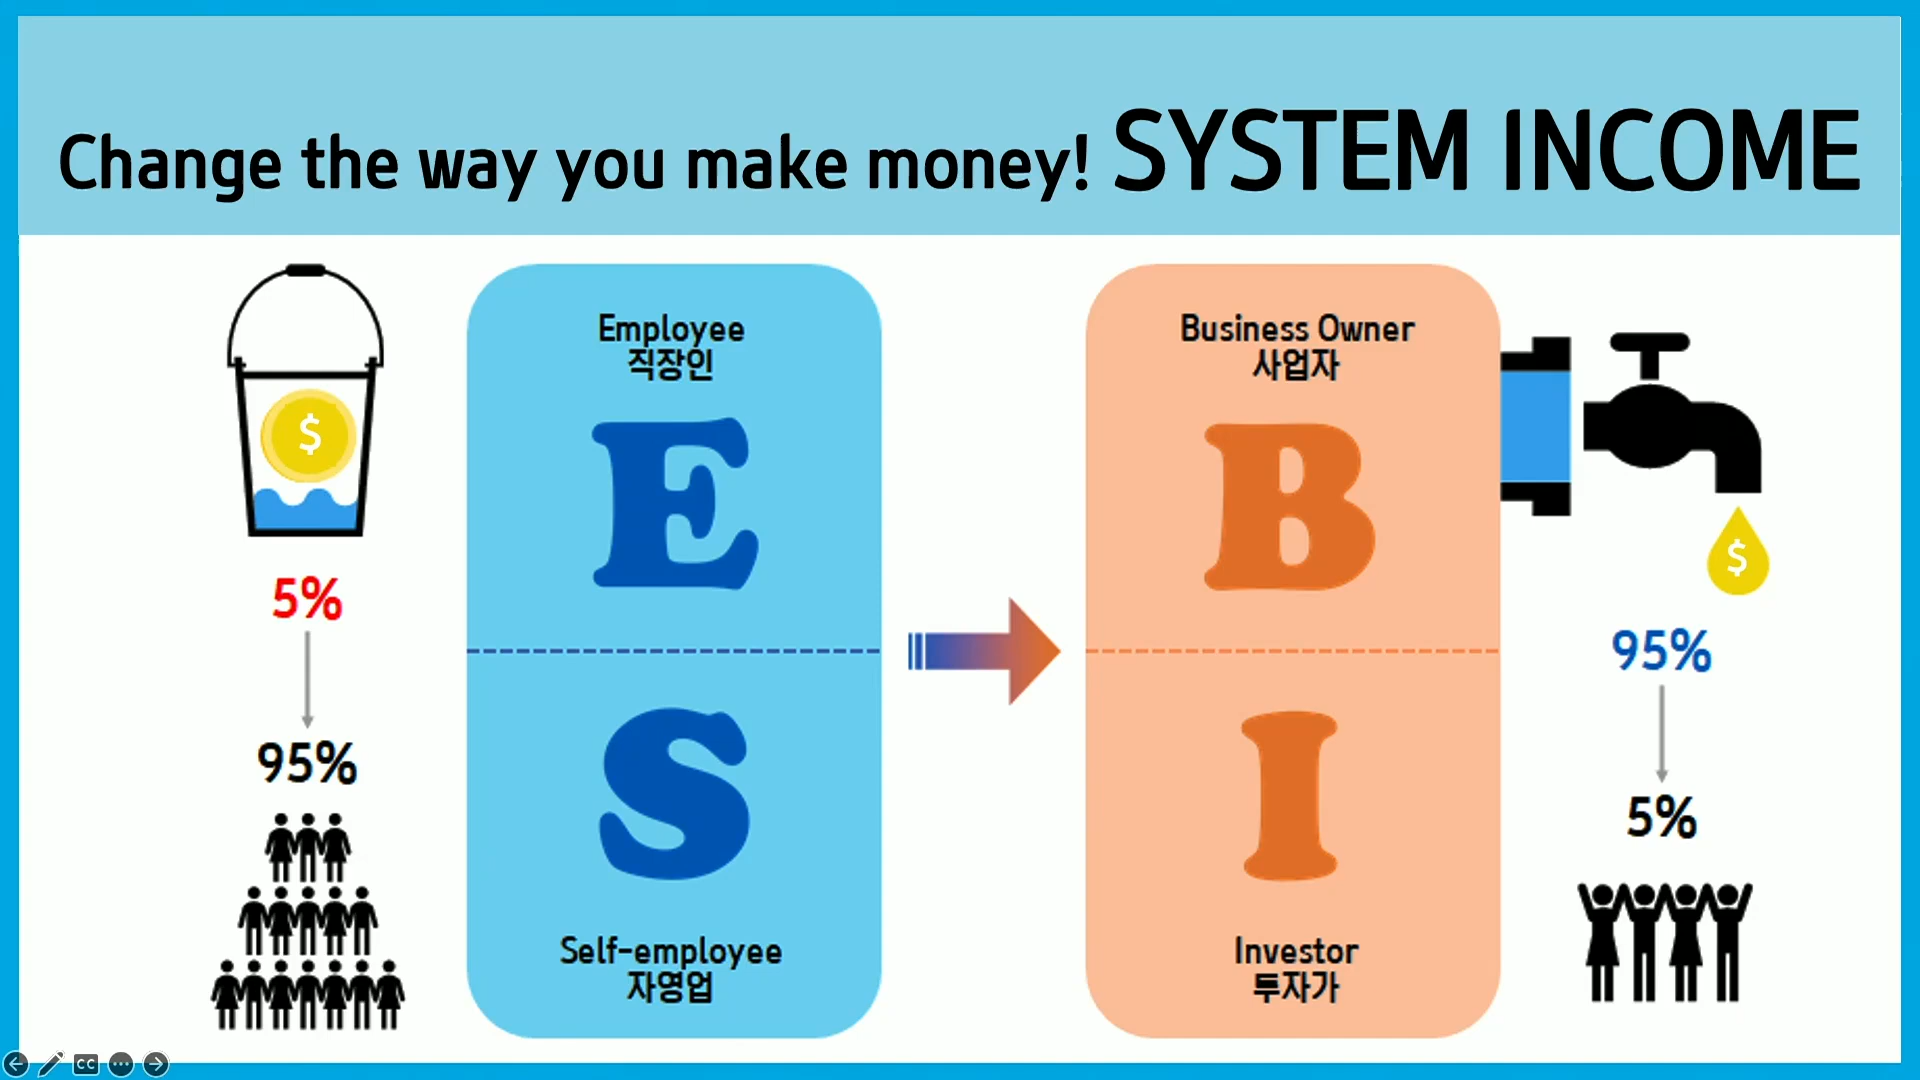 Change the way you make money! SYSTEM INCOME
$
5%
95%
Employee
직장인
E
S
Self-employee
자영업
Business Owner
사업자
B
I
Investor
투자가
$
95%
5%
CC